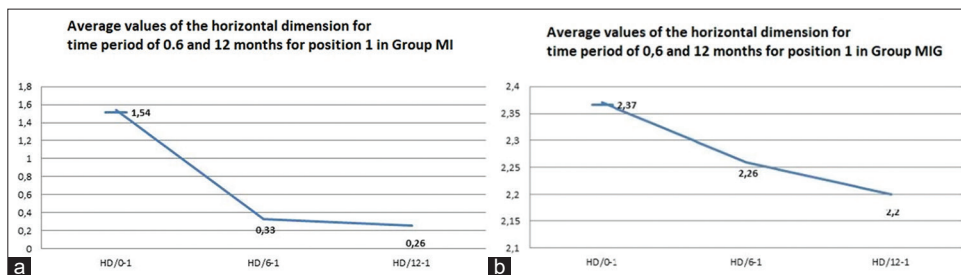 Average values of the horizontal dimension for
time period of 0.6 and 12 months for position 1 in Group MI
1,8
1,6
1,4
1,2
1
0,8
0,6
0,4
0,2
0
1,54
0,33
0,26
HD/0-1
HD/6-1
HD/12-1
a
Average values of the horizontal dimension for
time period of 0,6 and 12 months for position 1 in Group MIG
2,4
2,35
2,3
2,25
2,2
2,15
2,1
2,37
2,26
2,2
HD/0-1
HD/6-1
HD/12-1
b